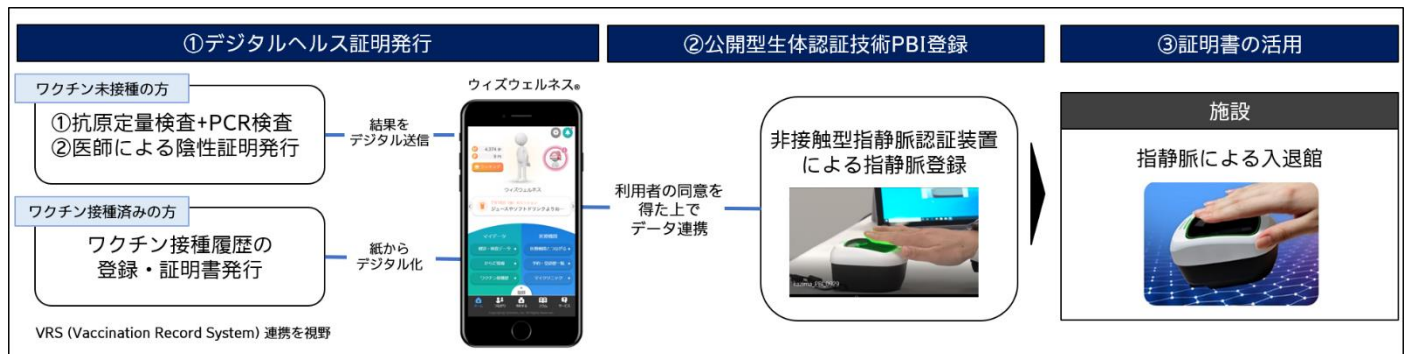 ①デジタルヘルス証明発行
②公開型生体認証技術PBI登録
③証明書の活用
ワクチン未接種の方
①抗原定量検査+PCR検査
②医師による陰性証明発行
結果を
デジタル送信
ワクチン接種済みの方
ワクチン接種履歴の
登録・証明書発行
紙から
デジタル化
VRS (Vaccination Record System) 連携を視野
ウィズウェルネス®
ウィズウェルネス
利用者の同意を
得た上で
データ連携
非接触型指静脈認証装置
による指静脈登録
施設
指静脈による入退館